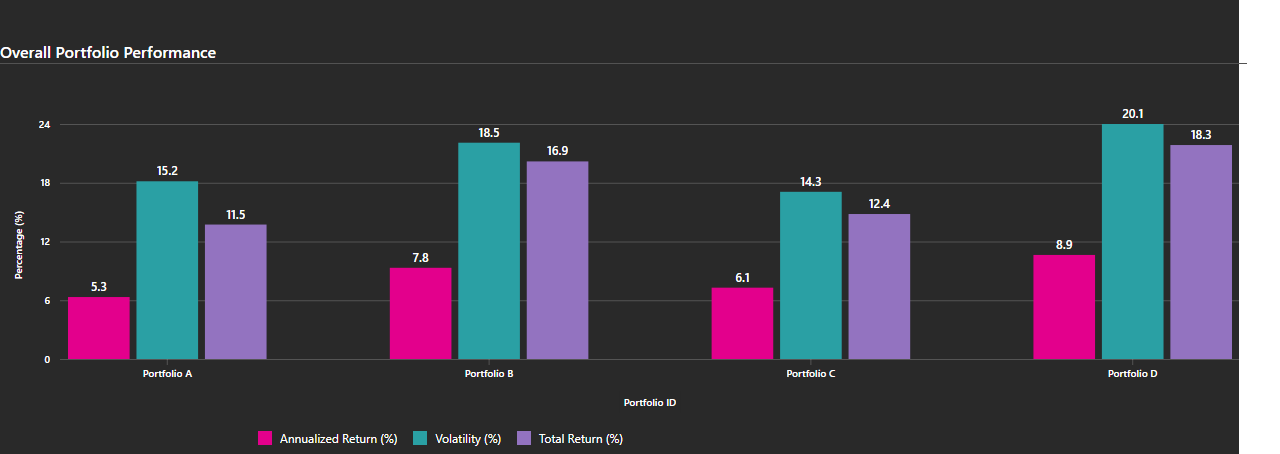 Overall Portfolio Performance
24
18
12
6
0
Percentage (%)
5.3
15.2
11.5
7.8
18.5
16.9
6.1
14.3
12.4
8.9
20.1
18.3
Portfolio A
Portfolio B
Portfolio C
Portfolio D
Portfolio ID
Annualized Return (%) Volatility (%) Total Return (%)